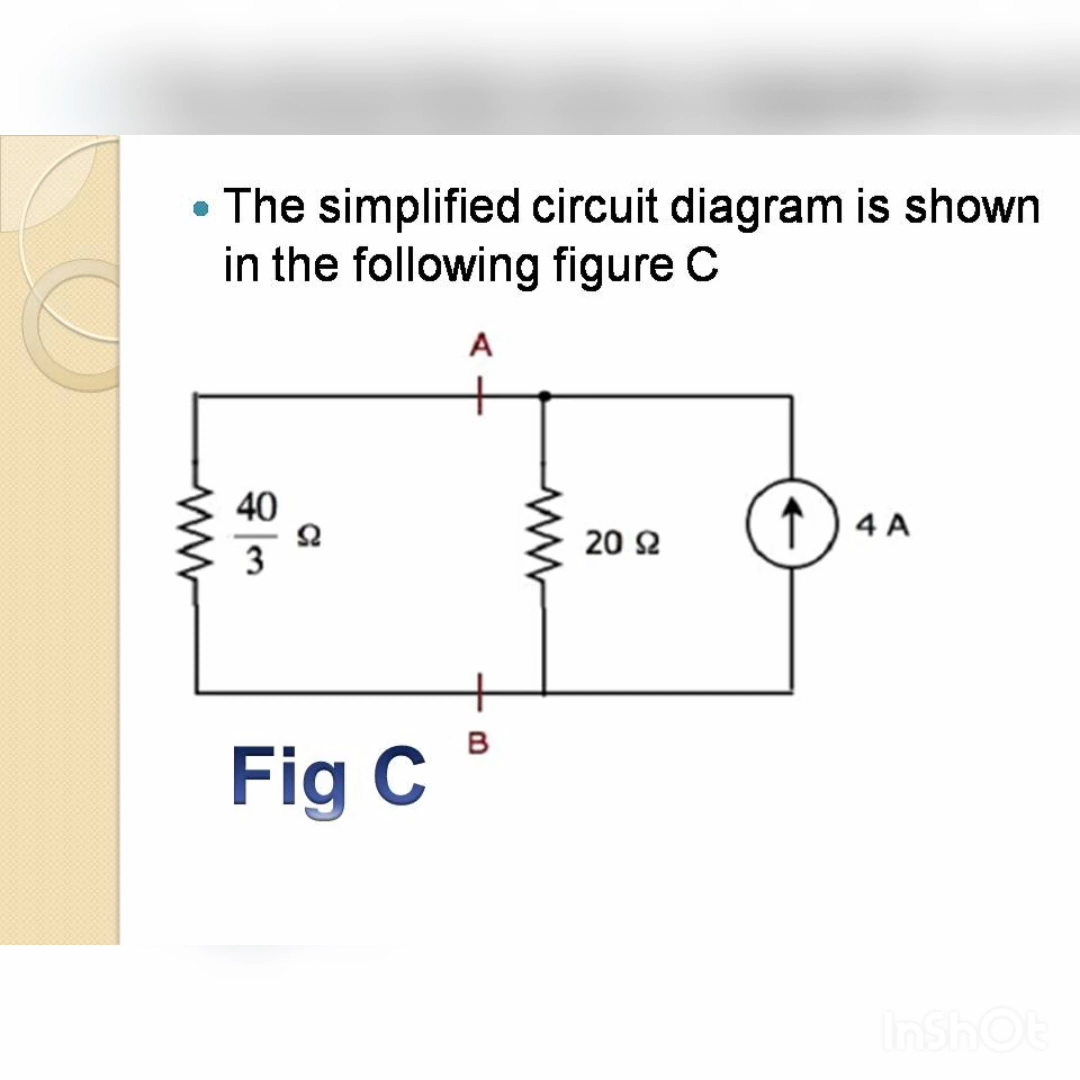 • The simplified circuit diagram is shown
in the following figure C
A
40
3
Ω
20 Ω
4 A
B
Fig C
InShOt